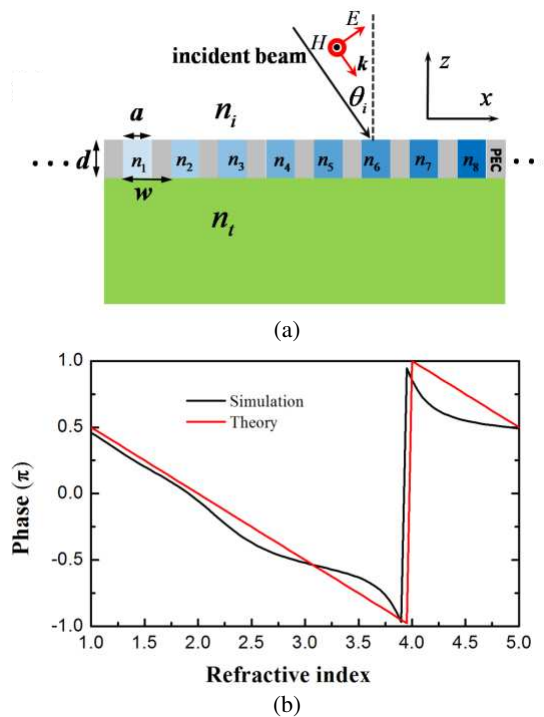 E
H
k
incident beam
θi
z
x
ni
a
d
n1 n2 n3 n4 n5 n6 n7 n8 PEC
w
nt
(a)
1.0
0.5
0.0
-0.5
-1.0
Phase (π)
Simulation
Theory
1.0 1.5 2.0 2.5 3.0 3.5 4.0 4.5 5.0
Refractive index
(b)